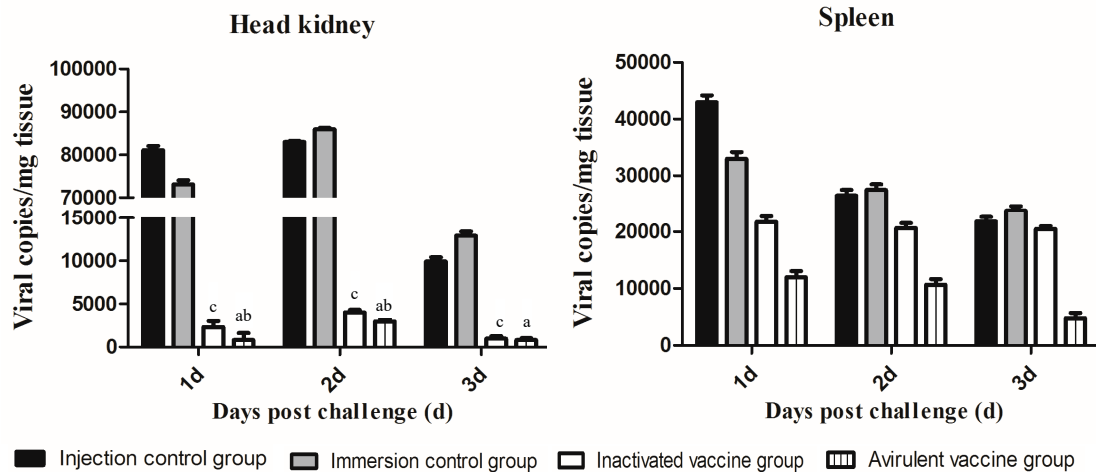 Head kidney
Viral copies/mg tissue
100000
90000
80000
70000
15000
10000
5000
0
c
ab
c
ab
c
a
1d
2d
3d
Days post challenge (d)
Spleen
Viral copies/mg tissue
50000
40000
30000
20000
10000
0
1d
2d
3d
Days post challenge (d)
Injection control group
Immersion control group
Inactivated vaccine group
Avirulent vaccine group